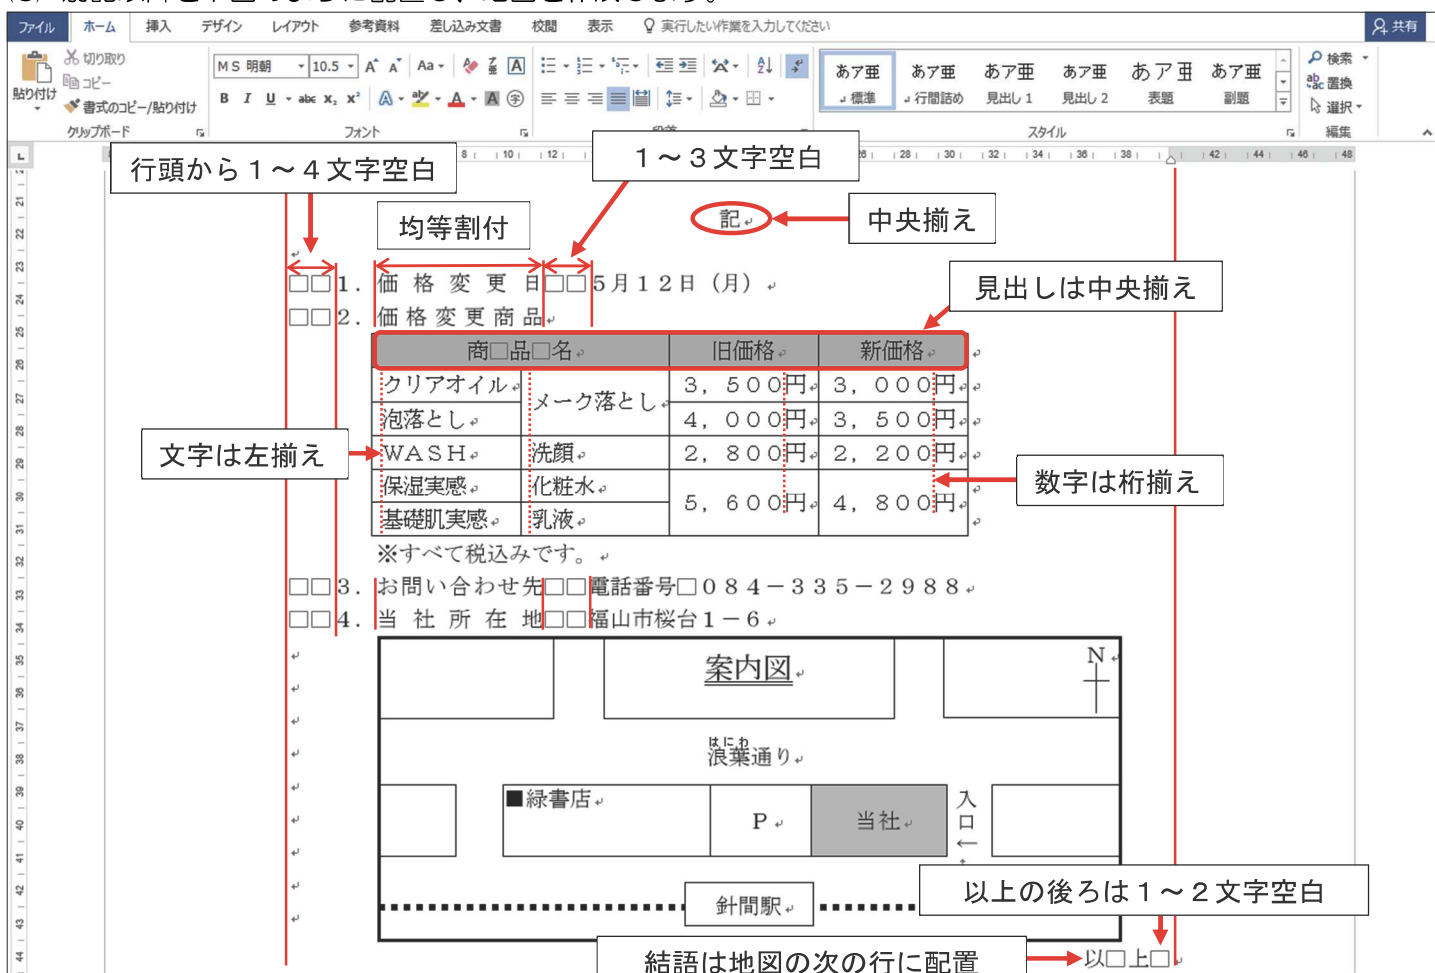 ファイル ホーム 挿入 デザイン レイアウト 参考資料 差し込み文書 校閲 表示 実行したい作業を入力してください 共有
切り取り
コピー
書式のコピー/貼り付け
貼り付け
クリップボード
MS 明朝 10.5
フォント
あア亜 あア亜 あア亜 あア亜 あア亜 あア亜
標準 行間詰め 見出し 1 見出し 2 表題 副題
スタイル
検索
置換
選択
編集
行頭から1～4文字空白
1～3文字空白
均等割付
記
中央揃え
□□1．価格変更日□□5月12日（月）
見出しは中央揃え
□□2．価格変更商品
商□品□名 旧価格 新価格
クリアオイル メーク落とし 3，500円 3，000円
泡落とし 4，000円 3，500円
文字は左揃え
WASH 洗顔 2，800円 2，200円
保湿実感 化粧水 5，600円 4，800円
基礎肌実感 乳液
数字は桁揃え
※すべて税込みです。
□□3．お問い合わせ先□□電話番号□084－335－2988
□□4．当社所在地□□福山市桜台1－6
案内図
N
はにわ
浪葉通り
■緑書店 P 当社 入口←
針間駅
以上の後ろは1～2文字空白
結語は地図の次の行に配置
以□上□